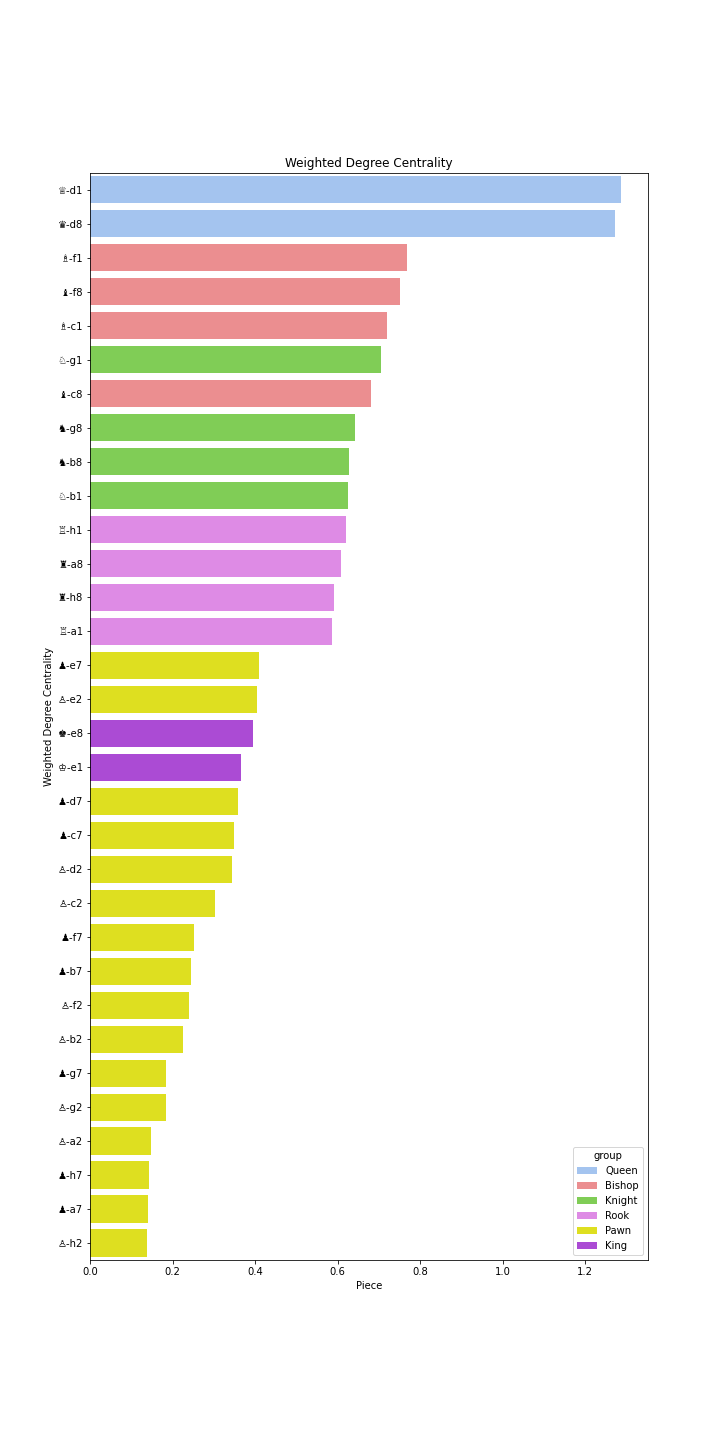 Weighted Degree Centrality
♕-d1
♛-d8
♗-f1
♝-f8
♗-c1
♘-g1
♝-c8
♞-g8
♞-b8
♘-b1
♖-h1
♜-a8
♜-h8
♖-a1
♟-e7
♙-e2
♚-e8
♔-e1
♟-d7
♟-c7
♙-d2
♙-c2
♟-f7
♟-b7
♙-f2
♙-b2
♟-g7
♙-g2
♙-a2
♟-h7
♟-a7
♙-h2
Weighted Degree Centrality
0.0 0.2 0.4 0.6 0.8 1.0 1.2
Piece
group
Queen
Bishop
Knight
Rook
Pawn
King